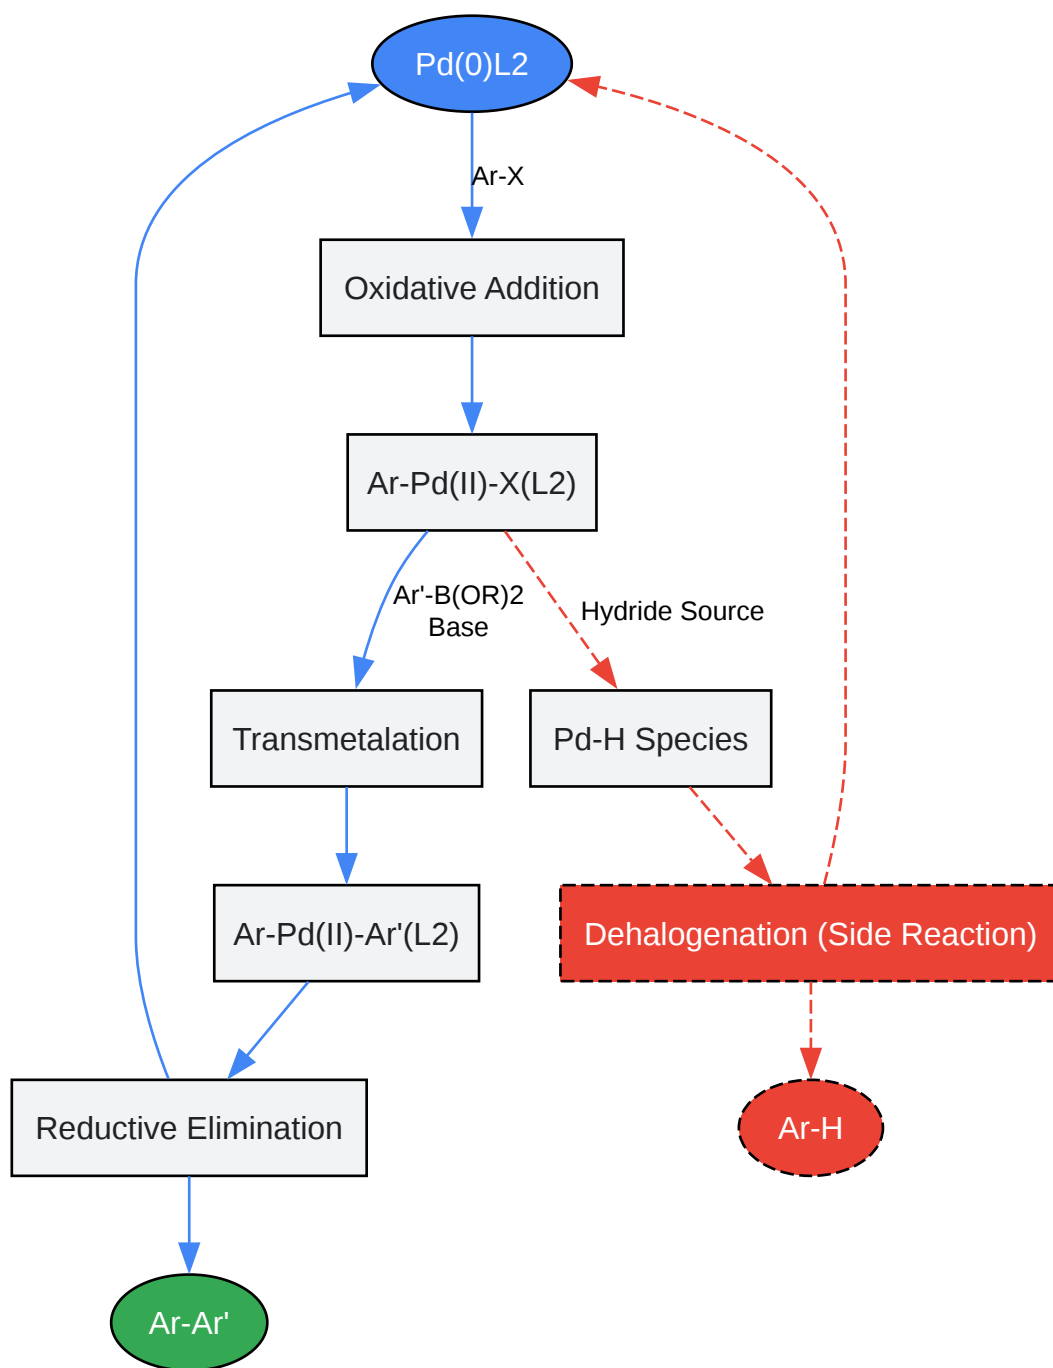 Pd(0)L2
Ar-X
Oxidative Addition
Ar-Pd(II)-X(L2)
Ar'-B(OR)2
Base
Hydride Source
Transmetalation
Pd-H Species
Ar-Pd(II)-Ar'(L2)
Dehalogenation (Side Reaction)
Reductive Elimination
Ar-H
Ar-Ar'